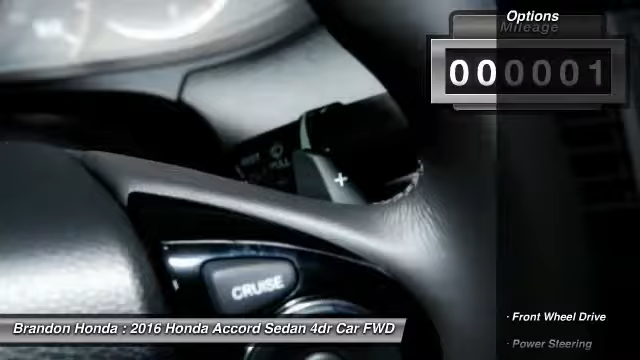 Options
Mileage
000001
+
CRUISE
Brandon Honda : 2016 Honda Accord Sedan 4dr Car FWD
· Front Wheel Drive
· Power Steering